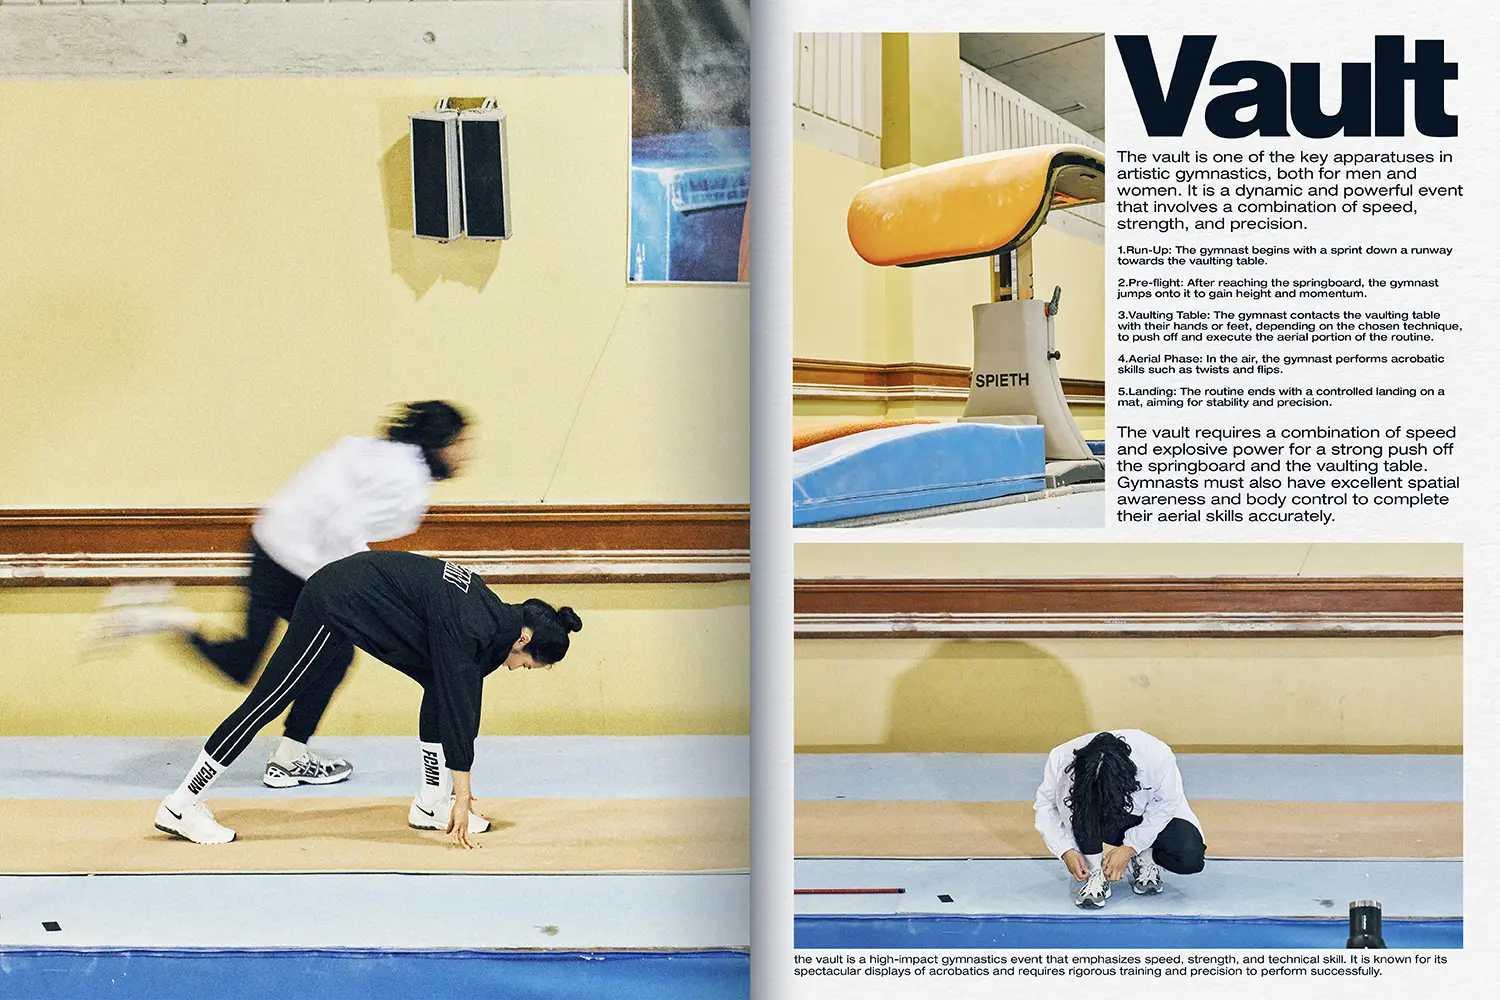 FCMM
FCMM
Vault
The vault is one of the key apparatuses in
artistic gymnastics, both for men and
women. It is a dynamic and powerful event
that involves a combination of speed,
strength, and precision.
1.Run-Up: The gymnast begins with a sprint down a runway
towards the vaulting table.
2.Pre-flight: After reaching the springboard, the gymnast
jumps onto it to gain height and momentum.
3.Vaulting Table: The gymnast contacts the vaulting table
with their hands or feet, depending on the chosen technique,
to push off and execute the aerial portion of the routine.
4.Aerial Phase: In the air, the gymnast performs acrobatic
skills such as twists and flips.
5.Landing: The routine ends with a controlled landing on a
mat, aiming for stability and precision.
The vault requires a combination of speed
and explosive power for a strong push off
the springboard and the vaulting table.
Gymnasts must also have excellent spatial
awareness and body control to complete
their aerial skills accurately.
SPIETH
the vault is a high-impact gymnastics event that emphasizes speed, strength, and technical skill. It is known for its
spectacular displays of acrobatics and requires rigorous training and precision to perform successfully.